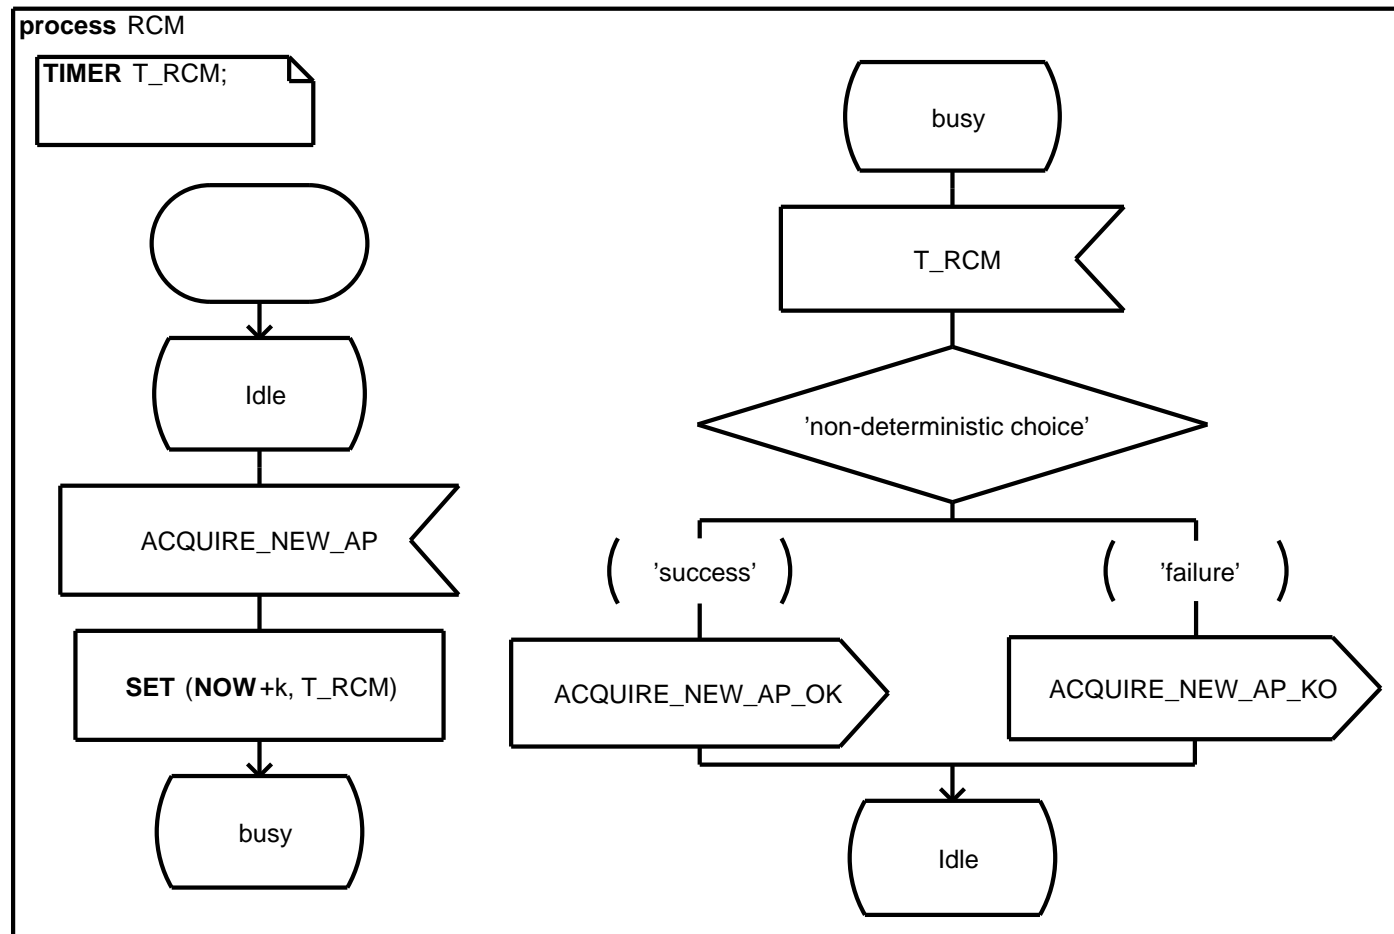 process RCM
TIMER T_RCM;
Idle
ACQUIRE_NEW_AP
SET (NOW+k, T_RCM)
busy
busy
T_RCM
’non-deterministic choice’
( ’success’ )
( ’failure’ )
ACQUIRE_NEW_AP_OK
ACQUIRE_NEW_AP_KO
Idle